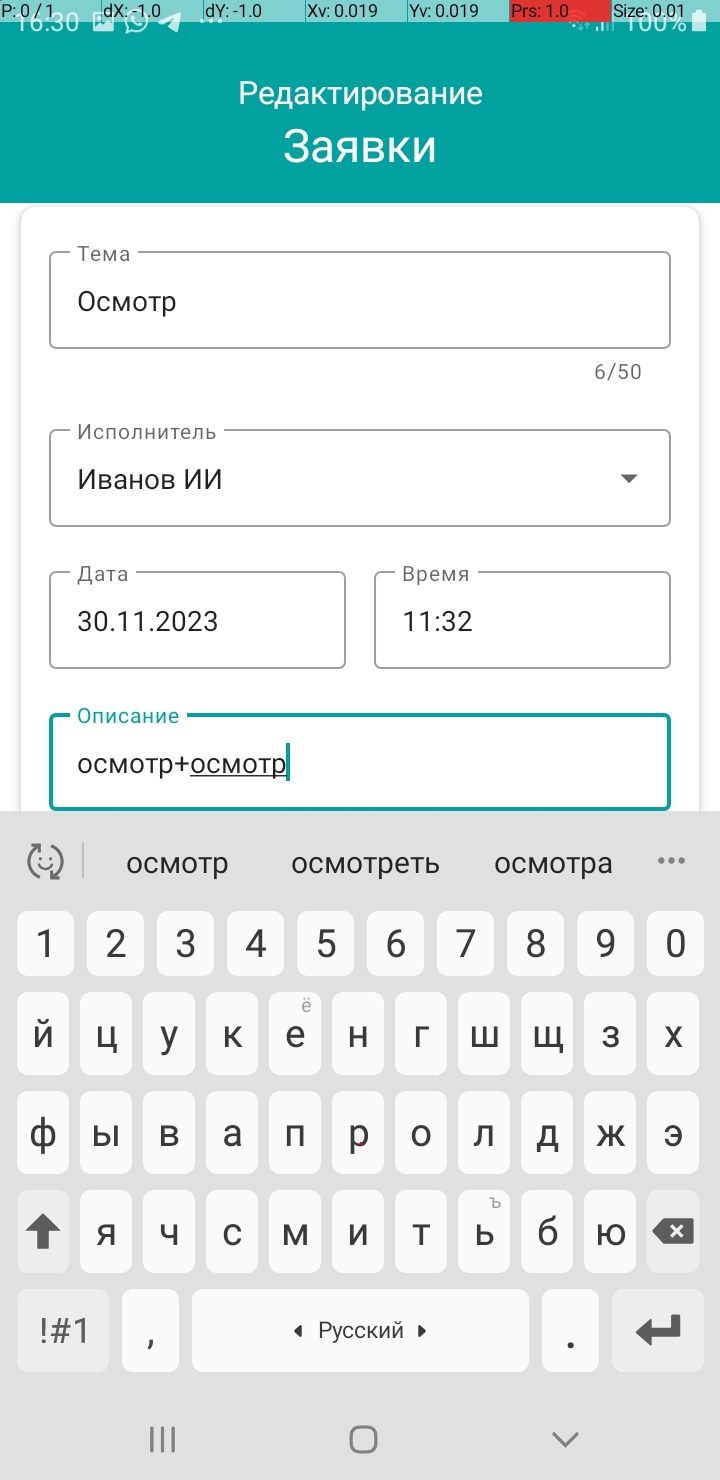 P: 0 / 1 dX: -1.0 dY: -1.0 Xv: 0.019 Yv: 0.019 Prs: 1.0 Size: 0.01
16:30 100%
Редактирование
Заявки
Тема
Осмотр
6/50
Исполнитель
Иванов ИИ
Дата Время
30.11.2023 11:32
Описание
осмотр+осмотр
осмотр осмотреть осмотра
1 2 3 4 5 6 7 8 9 0
ё
й ц у к е н г ш щ з х
ф ы в а п р о л д ж э
ъ
я ч с м и т ь б ю
!#1 , Русский .